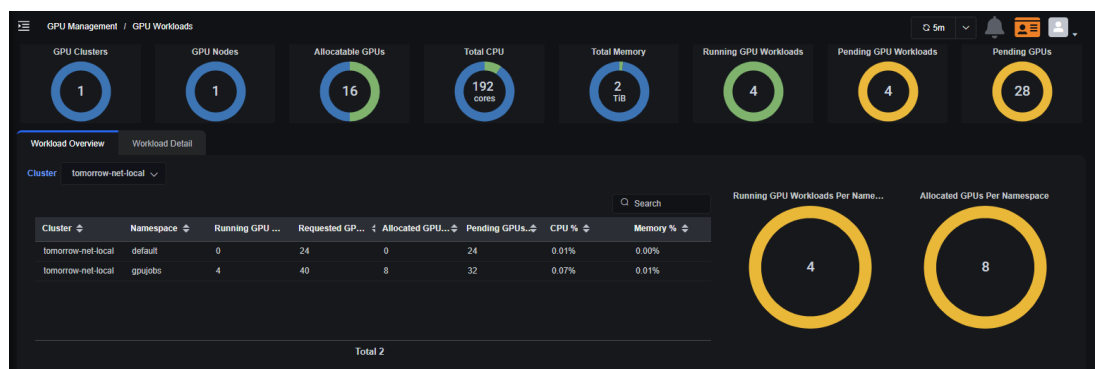 GPU Management / GPU Workloads
5m
GPU Clusters
GPU Nodes
Allocatable GPUs
Total CPU
Total Memory
Running GPU Workloads
Pending GPU Workloads
Pending GPUs
1
1
16
192
cores
2
TiB
4
4
28
Workload Overview
Workload Detail
Cluster tomorrow-net-local
Search
Cluster Namespace Running GPU ... Requested GP... Allocated GPU... Pending GPUs.. CPU % Memory %
tomorrow-net-local default 0 24 0 24 0.01% 0.00%
tomorrow-net-local gpujobs 4 40 8 32 0.07% 0.01%
Total 2
Running GPU Workloads Per Name...
4
Allocated GPUs Per Namespace
8